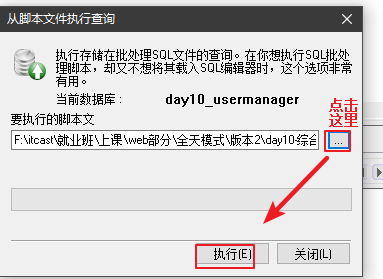 从脚本文件执行查询
执行存储在批处理SQL文件的查询。在你想执行SQL批处
理脚本，却又不想将其载入SQL编辑器时，这个选项非常
有用。
当前数据库： day10_usermanager
点击
这里
要执行的脚本文
F:\itcast\就业班\上课\web部分\全天模式\版本2\day10综合
...
执行(E)
关闭(L)